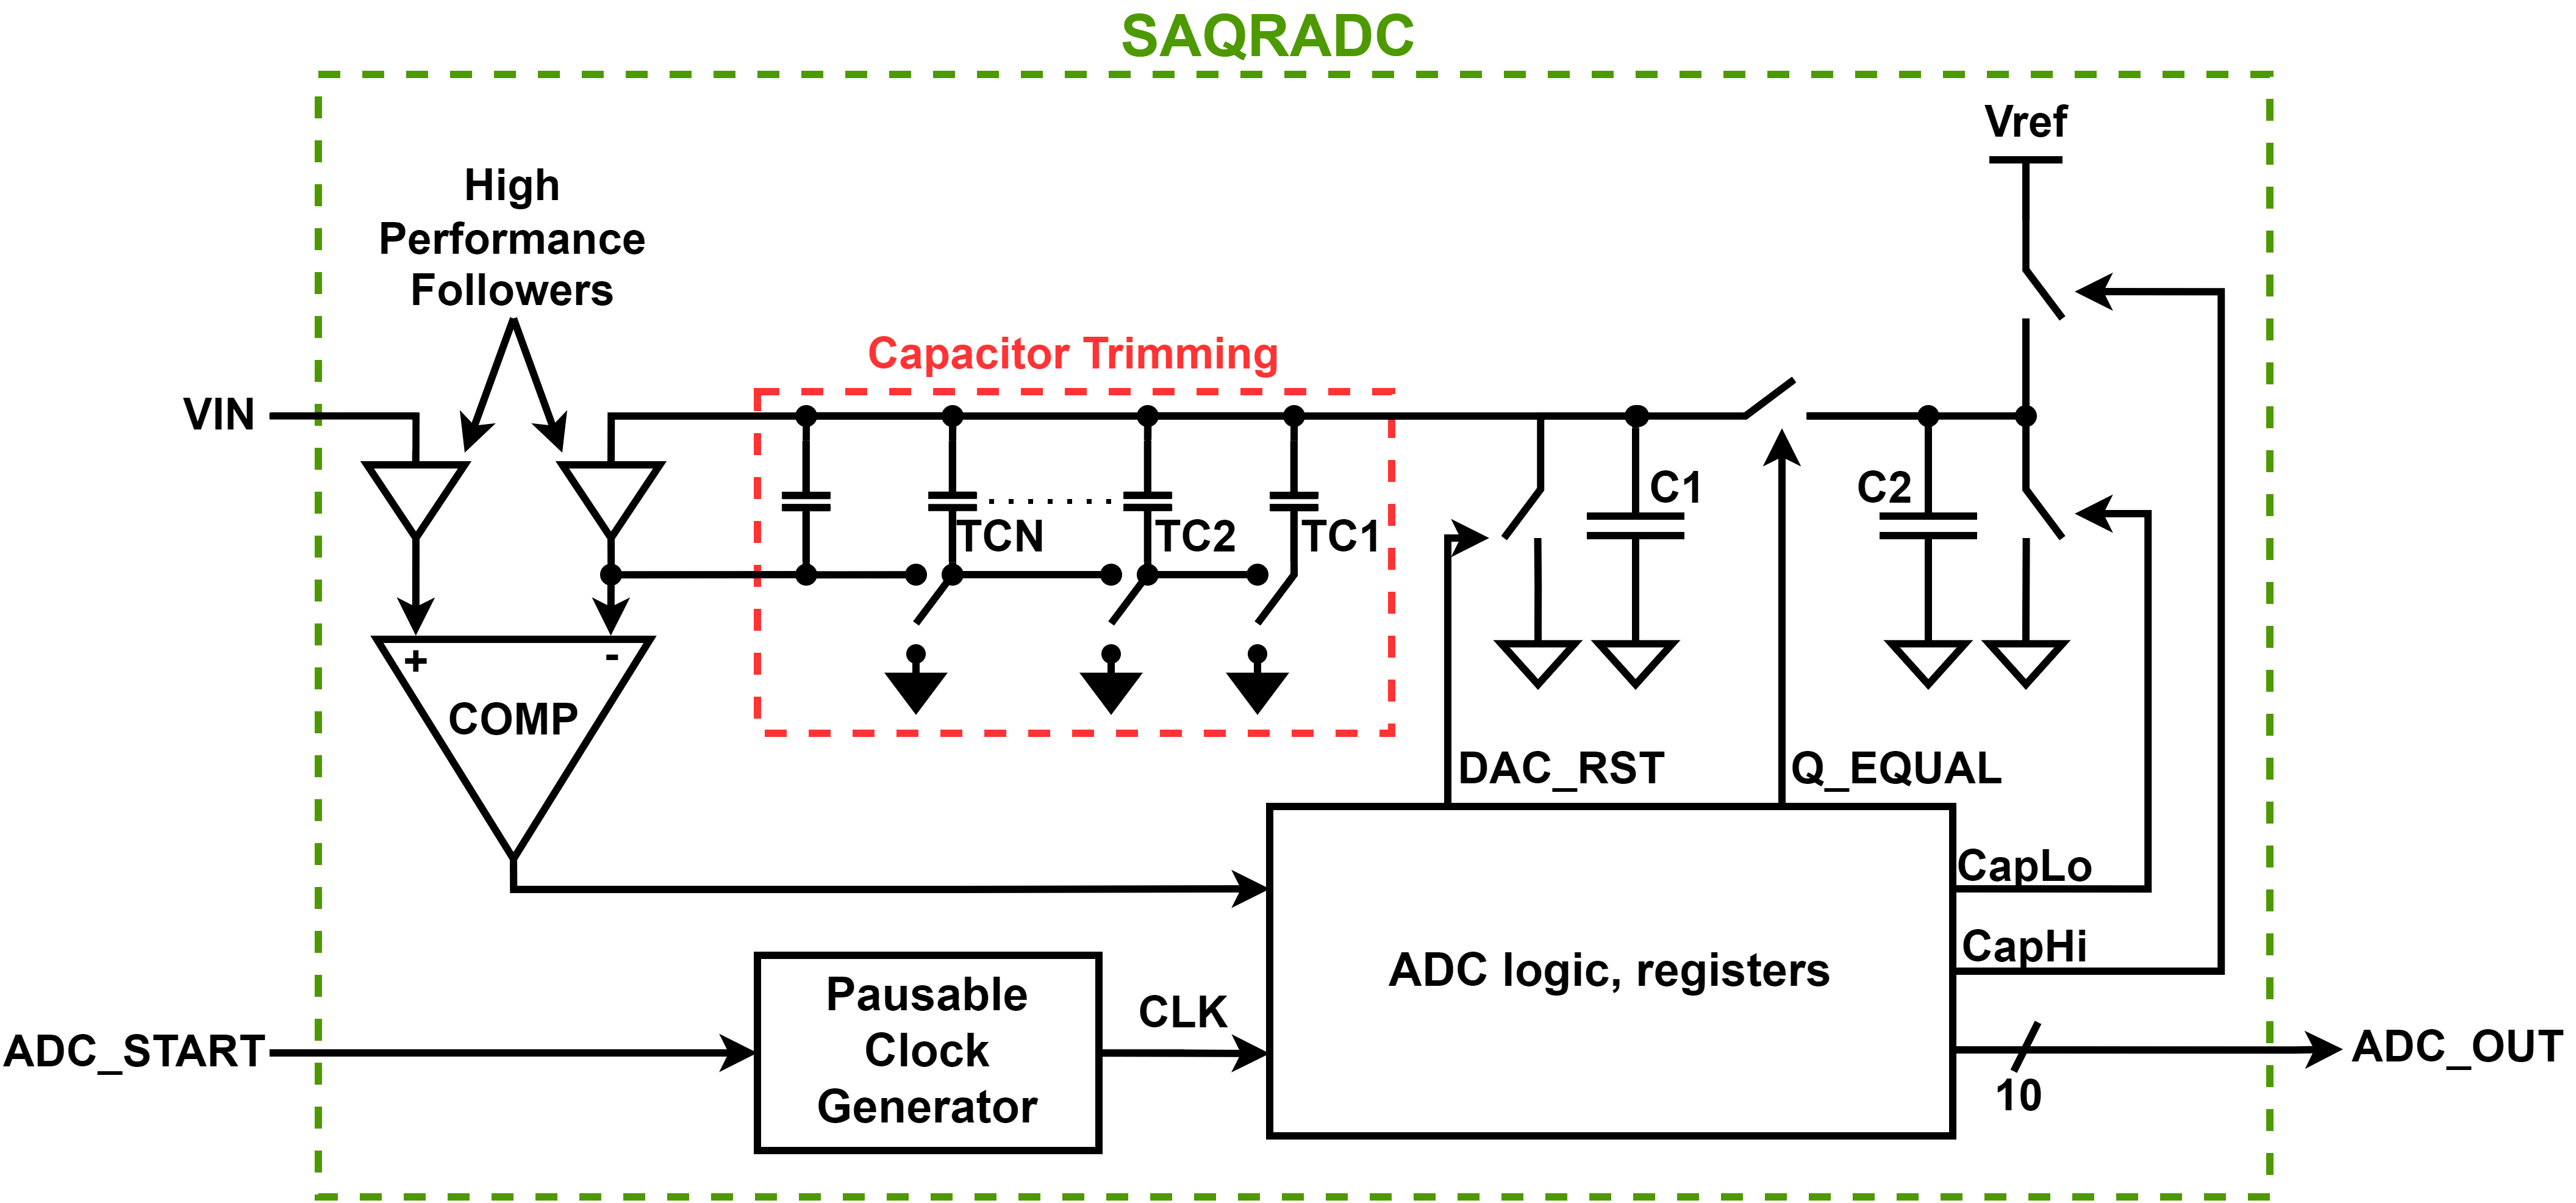 SAQRADC
Vref
High
Performance
Followers
Capacitor Trimming
VIN
C1
C2
TCN
TC2
TC1
+
-
COMP
DAC_RST
Q_EQUAL
CapLo
CapHi
ADC logic, registers
Pausable
Clock
Generator
CLK
ADC_START
ADC_OUT
10